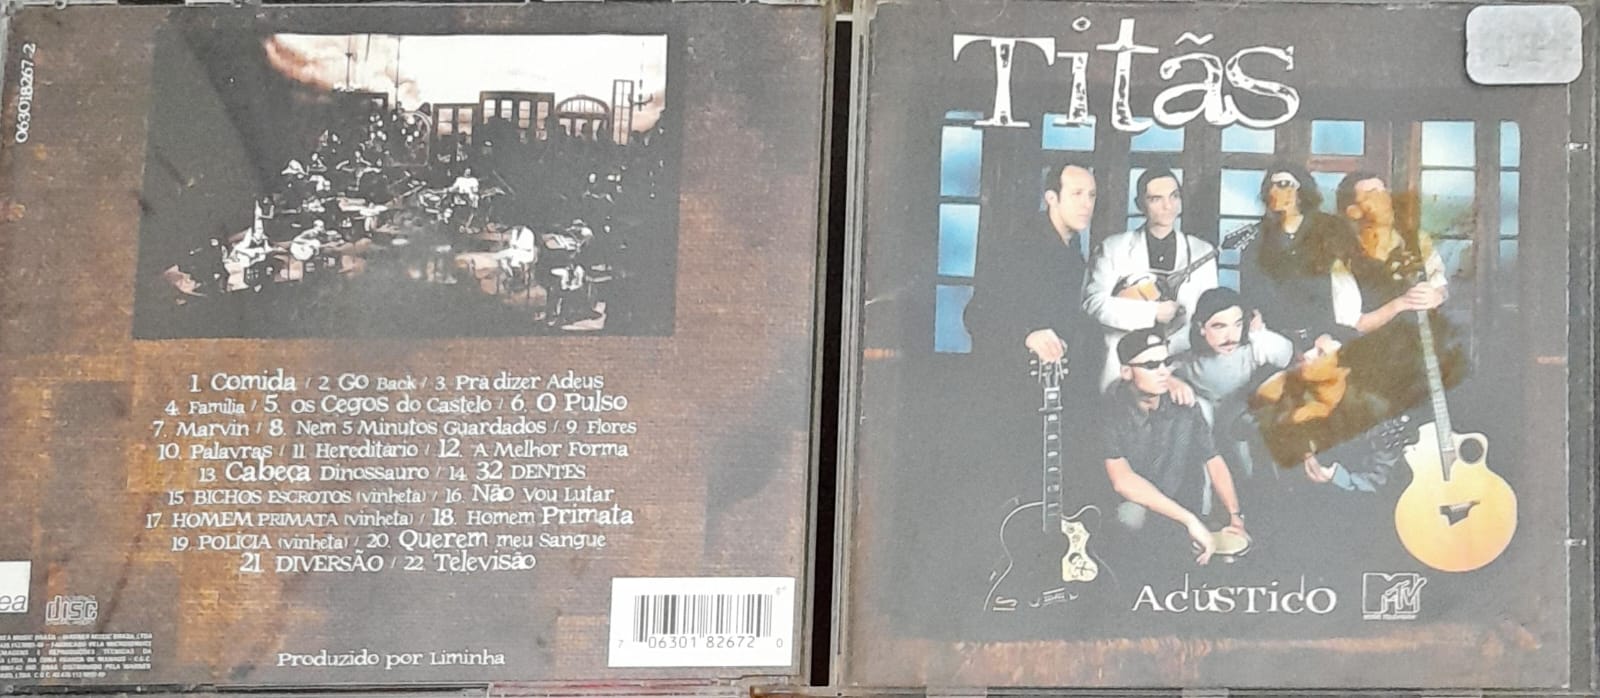 063018267-2
1. Comida / 2. Go Back / 3. Pra dizer Adeus
4. Família / 5. Os Cegos do Castelo / 6. O Pulso
7. Marvin / 8. Nem 5 Minutos Guardados / 9. Flores
10. Palavras / 11. Hereditário / 12. A Melhor Forma
13. Cabeça Dinossauro / 14. 32 DENTES
15. BICHOS ESCROTOS (vinheta) / 16. Não Vou Lutar
17. HOMEM PRIMATA (vinheta) / 18. Homem Primata
19. POLÍCIA (vinheta) / 20. Querem meu Sangue
21. DIVERSÃO / 22. Televisão
ea
disc
7 06301 82672 0
Produzido por Liminha
Titãs
Acústico MTV